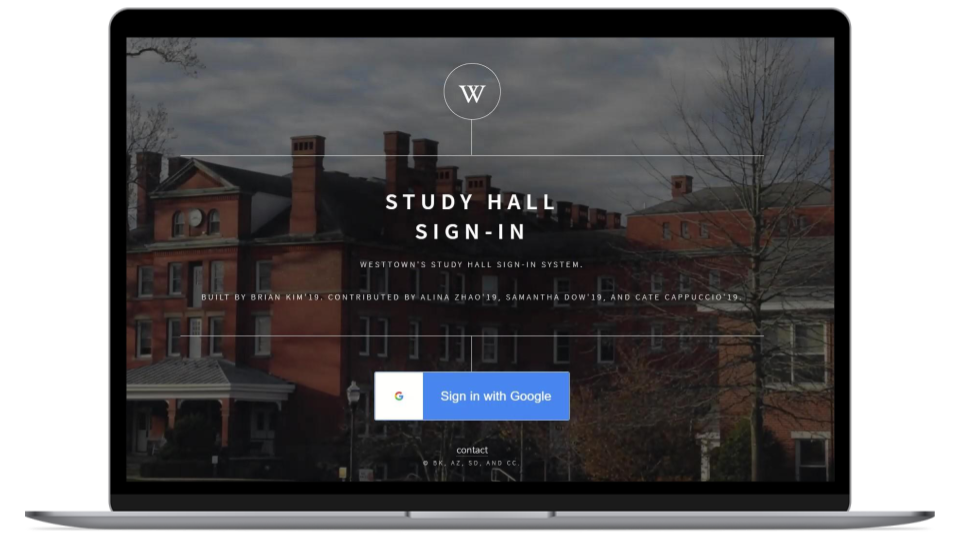 W
STUDY HALL
SIGN-IN
WESTTOWN'S STUDY HALL SIGN-IN SYSTEM.
BUILT BY BRIAN KIM'19. CONTRIBUTED BY ALINA ZHAO'19, SAMANTHA DOW'19, AND CATE CAPPUCCIO'19.
G Sign in with Google
contact
© BK, AZ, SD, AND CC.